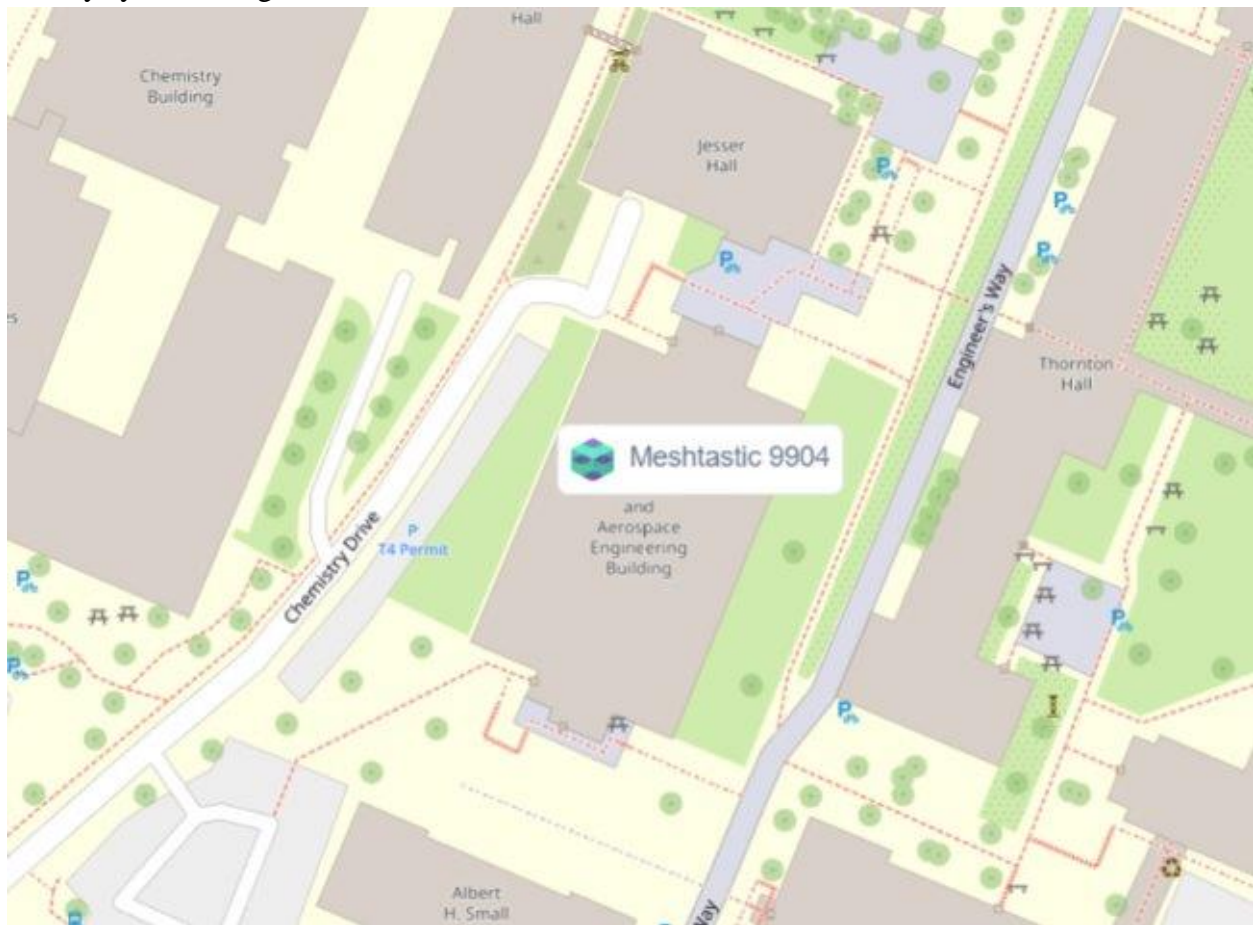 Hall
Chemistry
Building
Jesser
Hall
Engineer's Way
Thornton
Hall
Meshtastic 9904
and
Aerospace
Engineering
Building
P
T4 Permit
Chemistry Drive
Albert
H. Small
Way